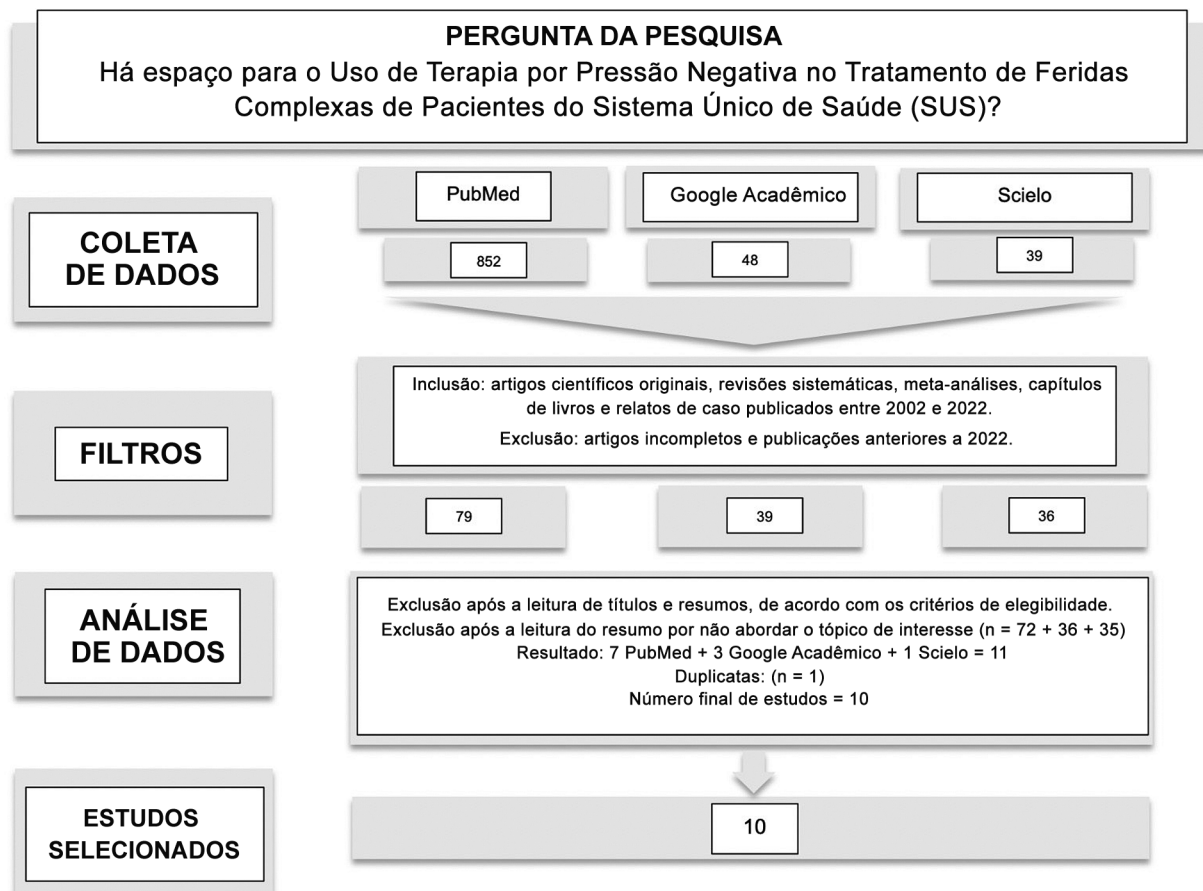 PERGUNTA DA PESQUISA
Há espaço para o Uso de Terapia por Pressão Negativa no Tratamento de Feridas
Complexas de Pacientes do Sistema Único de Saúde (SUS)?
COLETA
DE DADOS
PubMed
Google Acadêmico
Scielo
852
48
39
FILTROS
Inclusão: artigos científicos originais, revisões sistemáticas, meta-análises, capítulos
de livros e relatos de caso publicados entre 2002 e 2022.
Exclusão: artigos incompletos e publicações anteriores a 2022.
79
39
36
ANÁLISE
DE DADOS
Exclusão após a leitura de títulos e resumos, de acordo com os critérios de elegibilidade.
Exclusão após a leitura do resumo por não abordar o tópico de interesse (n = 72 + 36 + 35)
Resultado: 7 PubMed + 3 Google Acadêmico + 1 Scielo = 11
Duplicatas: (n = 1)
Número final de estudos = 10
ESTUDOS
SELECIONADOS
10